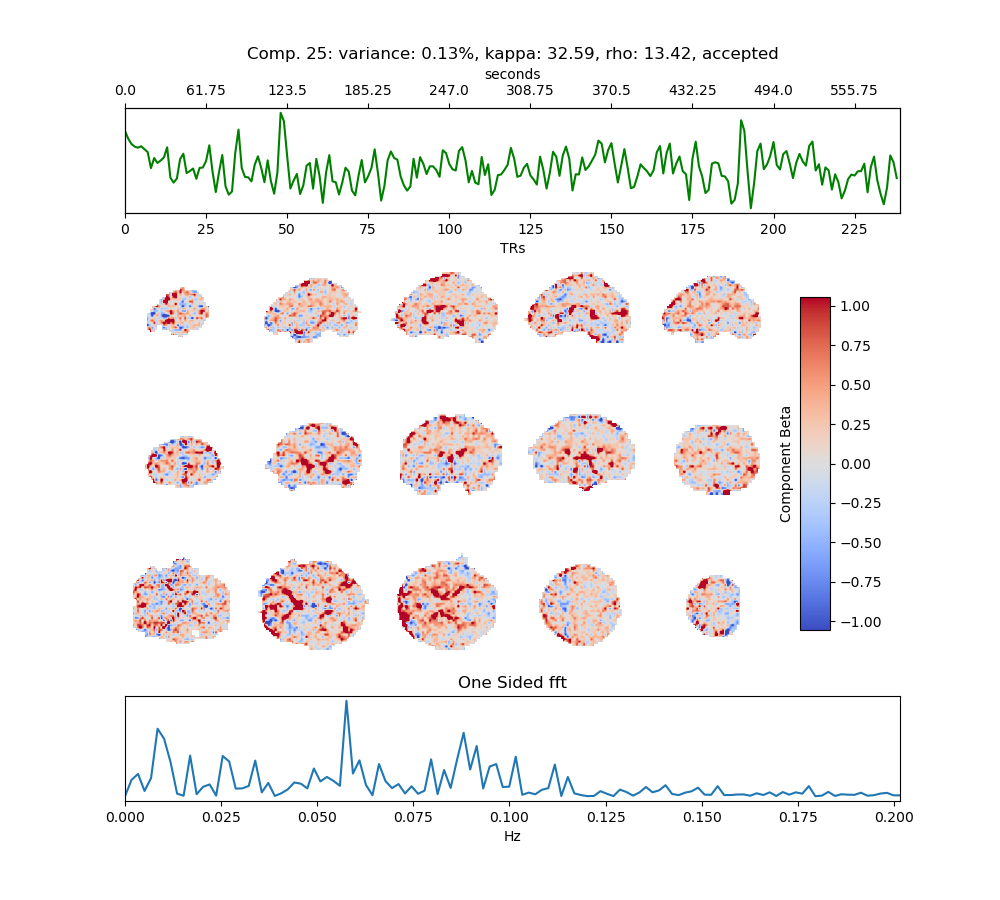 Comp. 25: variance: 0.13%, kappa: 32.59, rho: 13.42, accepted
seconds
0.0 61.75 123.5 185.25 247.0 308.75 370.5 432.25 494.0 555.75
0 25 50 75 100 125 150 175 200 225
TRs
1.00
0.75
0.50
0.25
0.00
−0.25
−0.50
−0.75
−1.00
Component Beta
One Sided fft
0.000 0.025 0.050 0.075 0.100 0.125 0.150 0.175 0.200
Hz